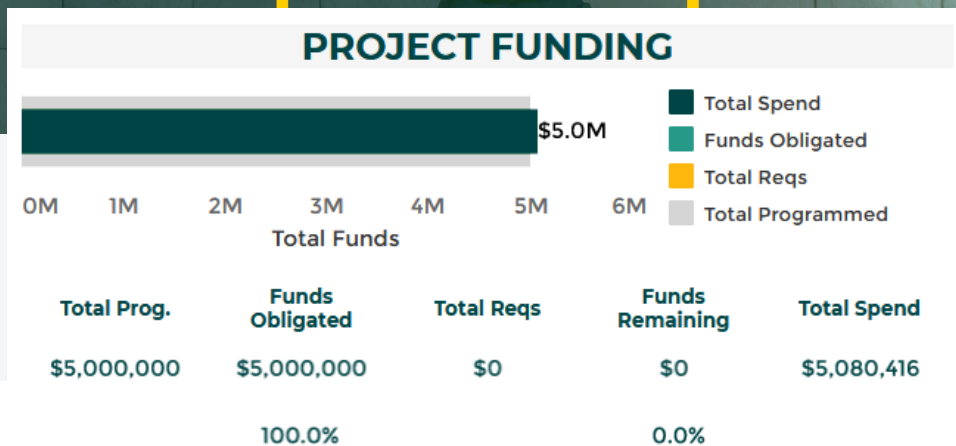 PROJECT FUNDING
$5.0M
Total Spend
Funds Obligated
Total Reqs
Total Programmed
0M 1M 2M 3M 4M 5M 6M
Total Funds
Total Prog.
Funds
Obligated
Total Reqs
Funds
Remaining
Total Spend
$5,000,000 $5,000,000 $0 $0 $5,080,416
100.0% 0.0%